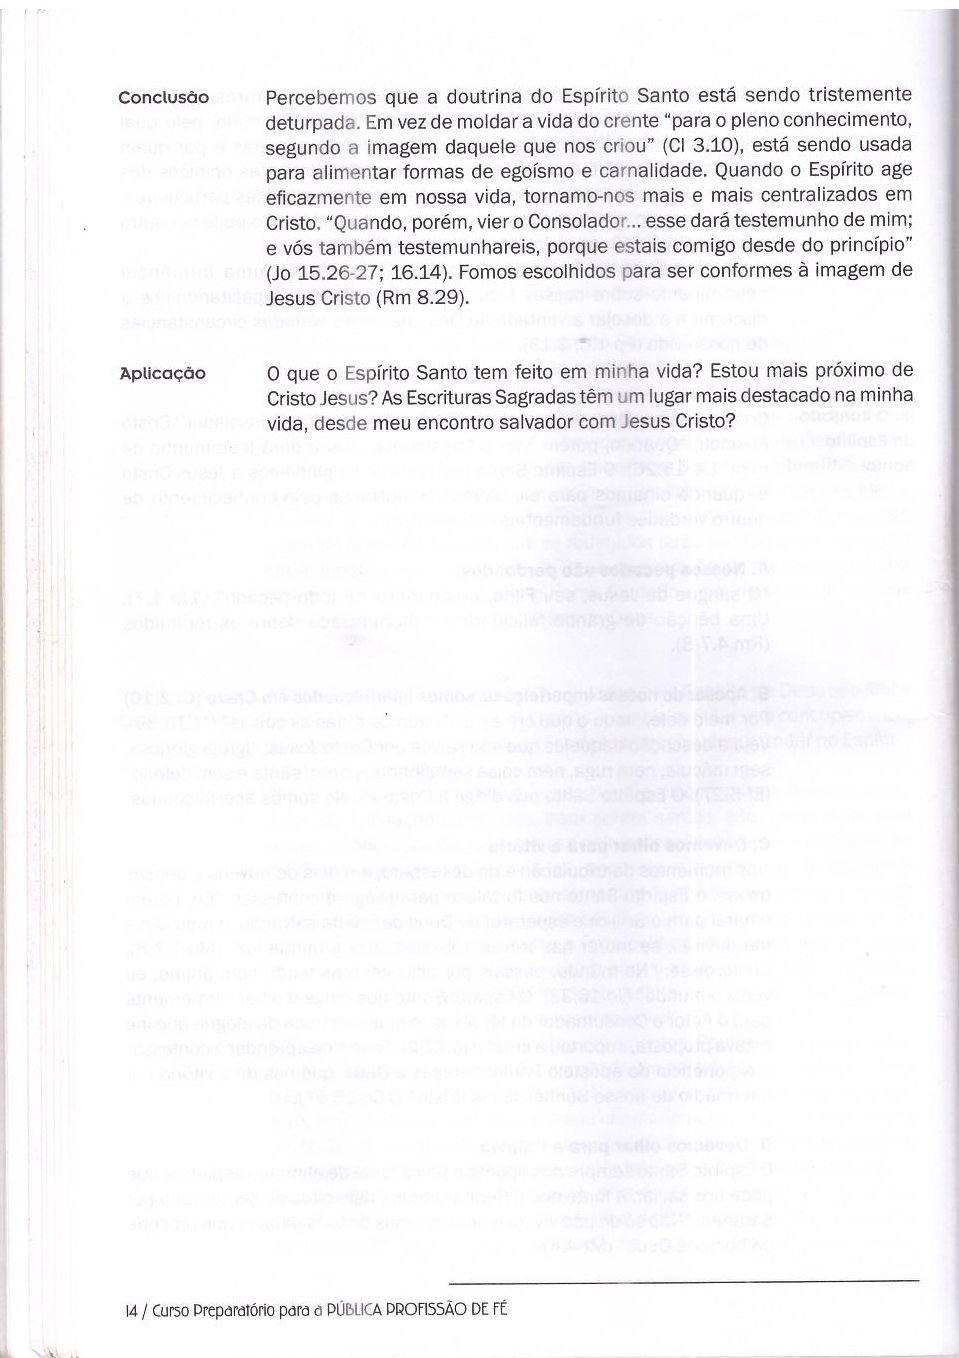 Conclusão
Percebemos que a doutrina do Espírito Santo está sendo tristemente
deturpada. Em vez de moldar a vida do crente “para o pleno conhecimento,
segundo a imagem daquele que nos criou” (Cl 3.10), está sendo usada
para alimentar formas de egoísmo e carnalidade. Quando o Espírito age
eficazmente em nossa vida, tornamo-nos mais e mais centralizados em
Cristo. “Quando, porém, vier o Consolador... esse dará testemunho de mim;
e vós também testemunhareis, porque estais comigo desde do princípio”
(Jo 15.26-27; 16.14). Fomos escolhidos para ser conformes à imagem de
Jesus Cristo (Rm 8.29).
Aplicação
O que o Espírito Santo tem feito em minha vida? Estou mais próximo de
Cristo Jesus? As Escrituras Sagradas têm um lugar mais destacado na minha
vida, desde meu encontro salvador com Jesus Cristo?
14 / Curso Preparatório para a PÚBLICA PROFISSÃO DE FÉ